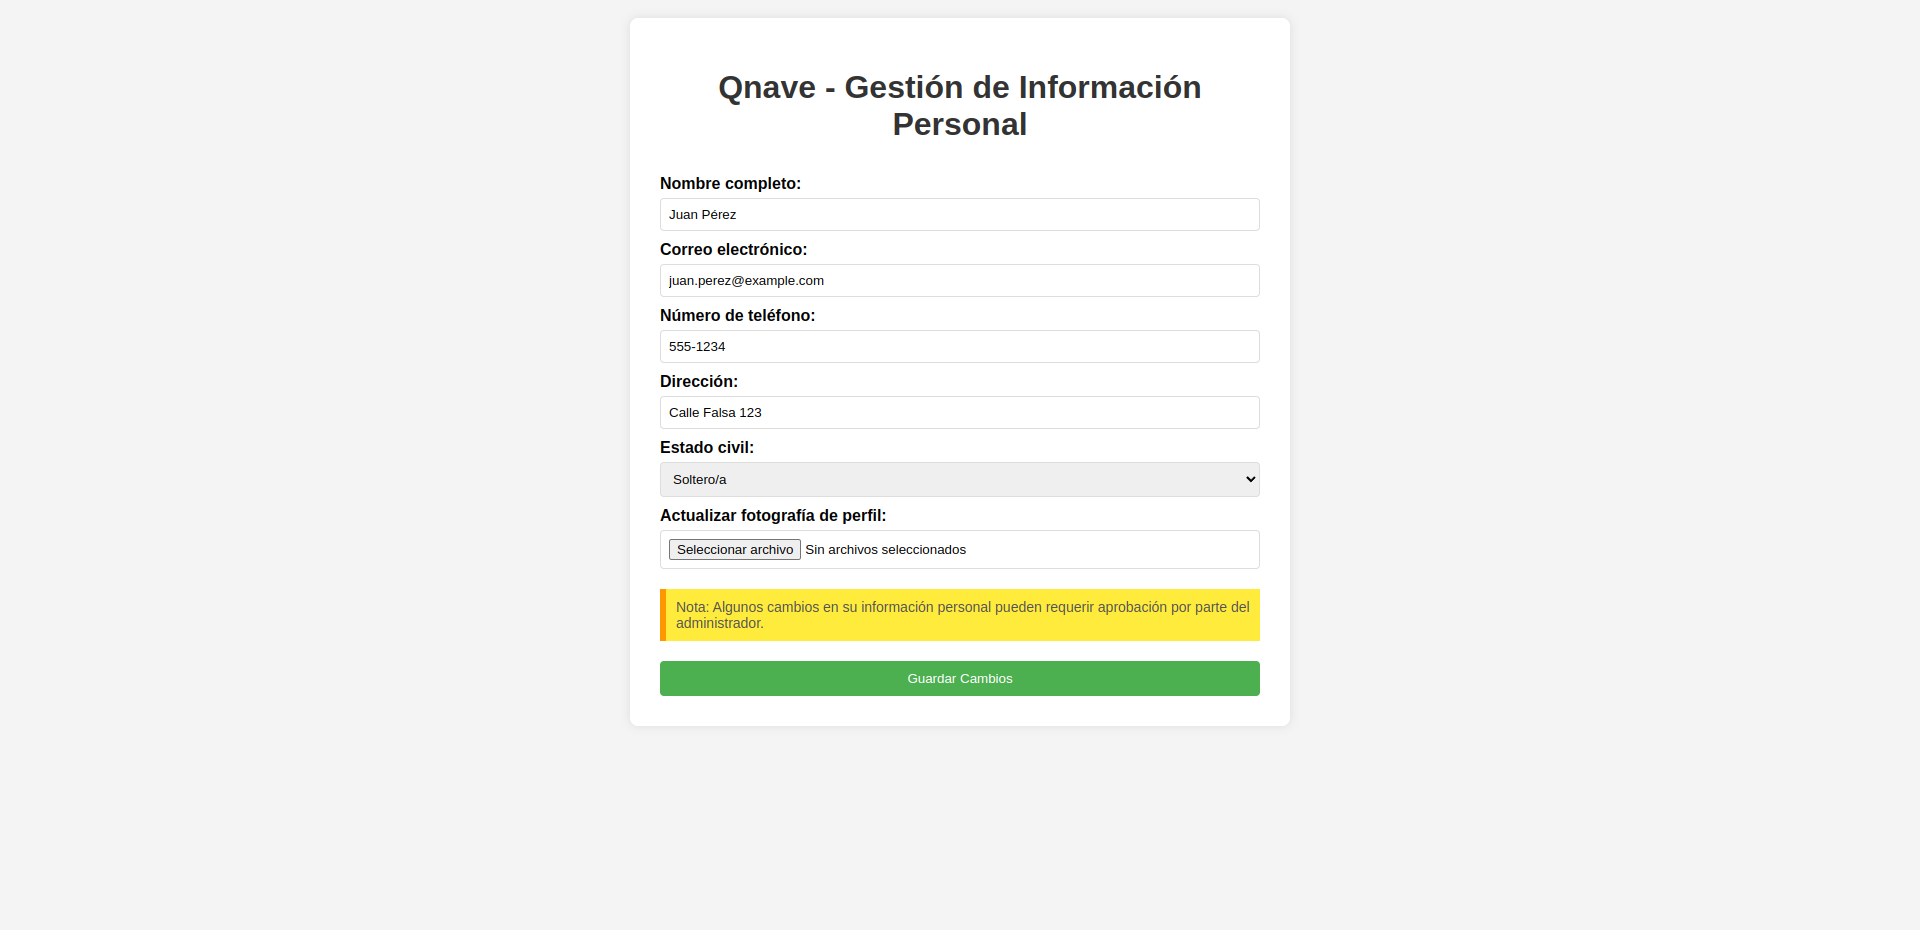 Qnave - Gestión de Información
Personal
Nombre completo:
Juan Pérez
Correo electrónico:
juan.perez@example.com
Número de teléfono:
555-1234
Dirección:
Calle Falsa 123
Estado civil:
Soltero/a
Actualizar fotografía de perfil:
Seleccionar archivo Sin archivos seleccionados
Nota: Algunos cambios en su información personal pueden requerir aprobación por parte del
administrador.
Guardar Cambios